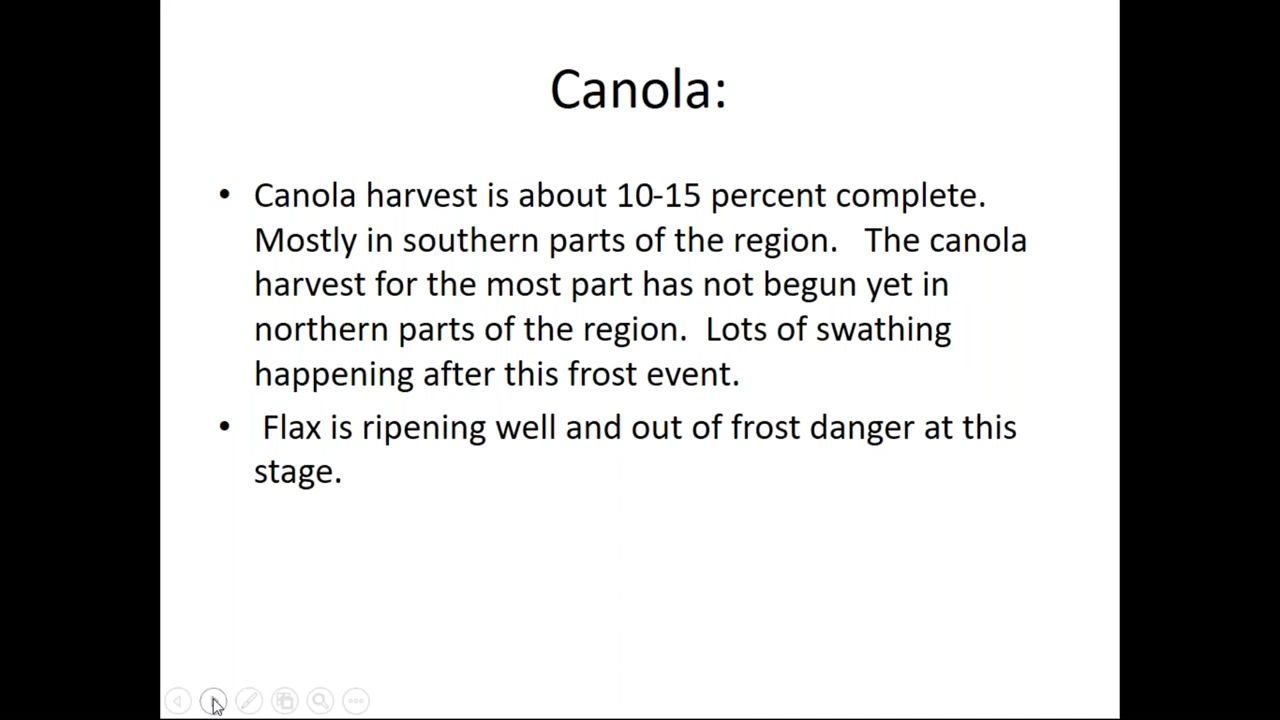 Canola:
• Canola harvest is about 10-15 percent complete.
Mostly in southern parts of the region.   The canola
harvest for the most part has not begun yet in
northern parts of the region.  Lots of swathing
happening after this frost event.
•  Flax is ripening well and out of frost danger at this
stage.